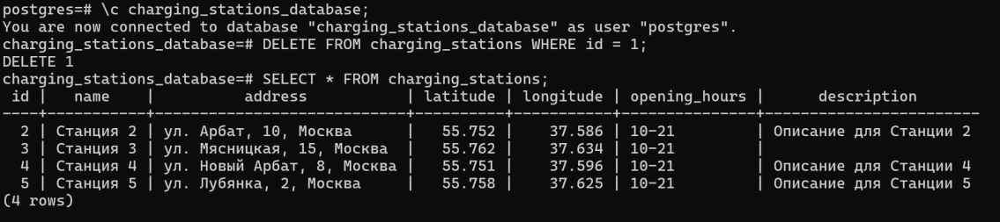 postgres=# \c charging_stations_database;
You are now connected to database "charging_stations_database" as user "postgres".
charging_stations_database=# DELETE FROM charging_stations WHERE id = 1;
DELETE 1
charging_stations_database=# SELECT * FROM charging_stations;
 id |   name    |          address           | latitude | longitude | opening_hours |      description
----+-----------+----------------------------+----------+-----------+---------------+------------------------
  2 | Станция 2 | ул. Арбат, 10, Москва      |   55.752 |    37.586 | 10-21         | Описание для Станции 2
  3 | Станция 3 | ул. Мясницкая, 15, Москва  |   55.762 |    37.634 | 10-21         |
  4 | Станция 4 | ул. Новый Арбат, 8, Москва |   55.751 |    37.596 | 10-21         | Описание для Станции 4
  5 | Станция 5 | ул. Лубянка, 2, Москва     |   55.758 |    37.625 | 10-21         | Описание для Станции 5
(4 rows)